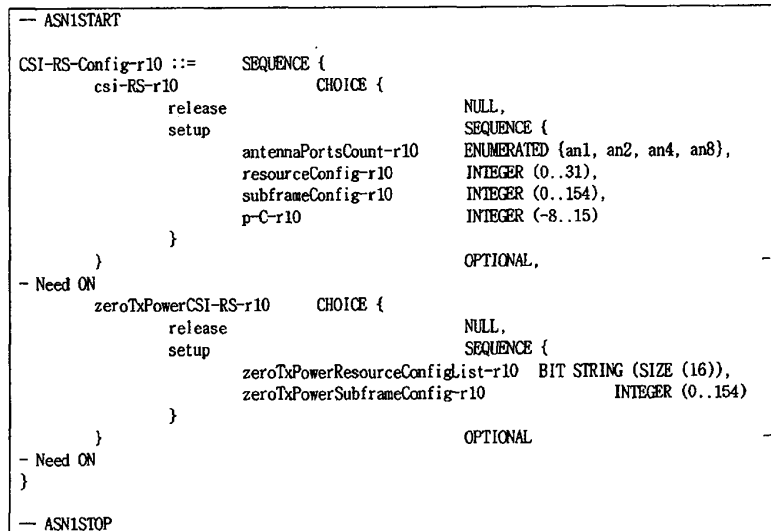 — ASN1START
CSI-RS-Config-r10 ::= SEQUENCE {
csi-RS-r10 CHOICE {
release NULL,
setup SEQUENCE {
antennaPortsCount-r10 ENUMERATED {an1, an2, an4, an8},
resourceConfig-r10 INTEGER (0..31),
subframeConfig-r10 INTEGER (0..154),
p-C-r10 INTEGER (-8..15)
}
} OPTIONAL, -
- Need ON
zeroTxPowerCSI-RS-r10 CHOICE {
release NULL,
setup SEQUENCE {
zeroTxPowerResourceConfigList-r10 BIT STRING (SIZE (16)),
zeroTxPowerSubframeConfig-r10 INTEGER (0..154)
}
} OPTIONAL -
- Need ON
}
— ASN1STOP